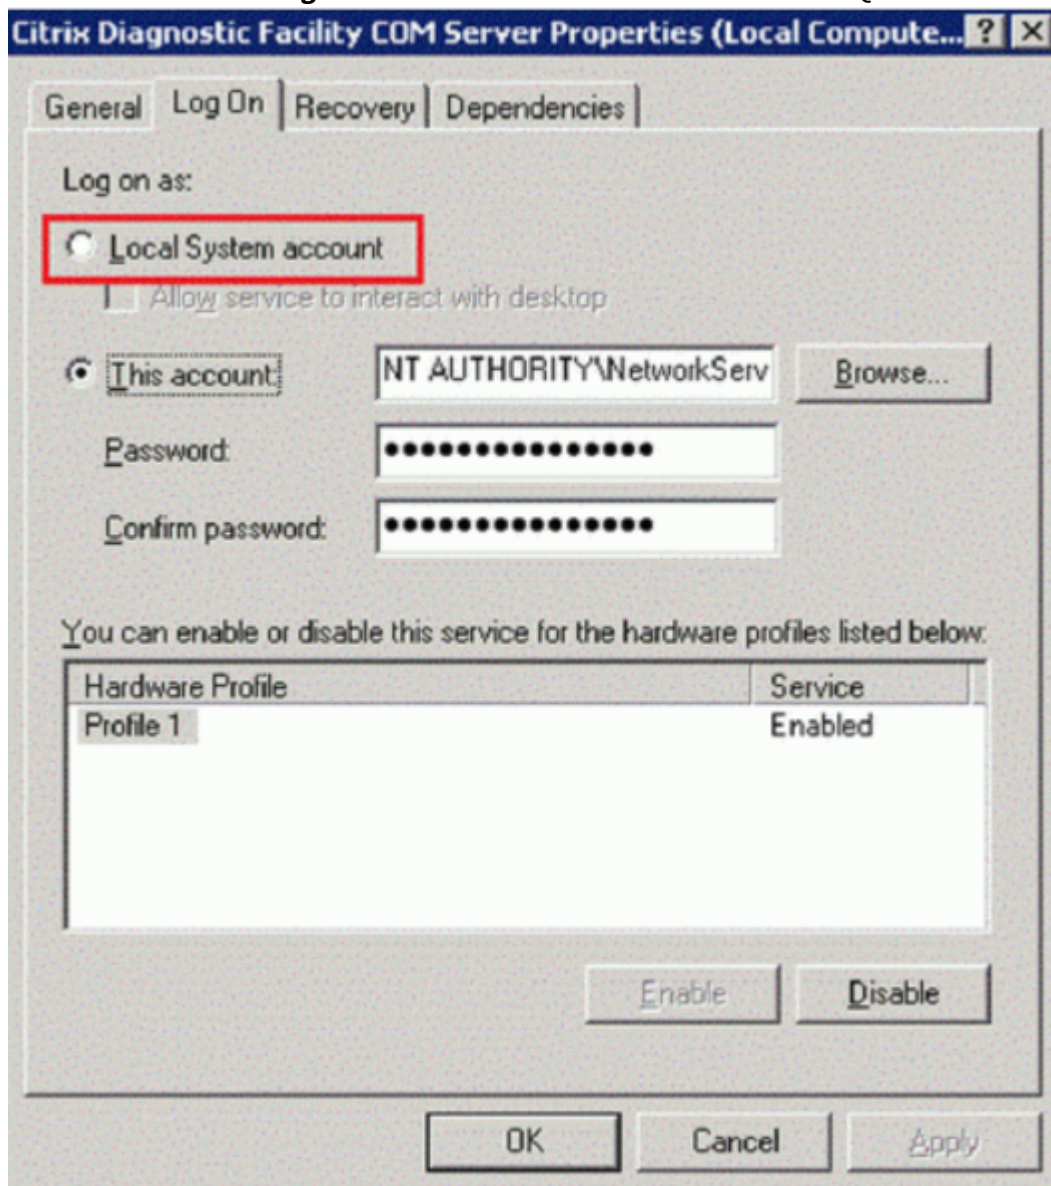 Citrix Diagnostic Facility COM Server Properties (Local Compute... ? X
General Log On Recovery Dependencies
Log on as:
Local System account
Allow service to interact with desktop
This account: NT AUTHORITY\NetworkServ Browse...
Password: ●●●●●●●●●●●●●●●
Confirm password: ●●●●●●●●●●●●●●●
You can enable or disable this service for the hardware profiles listed below:
Hardware Profile Service
Profile 1 Enabled
Enable Disable
OK Cancel Apply